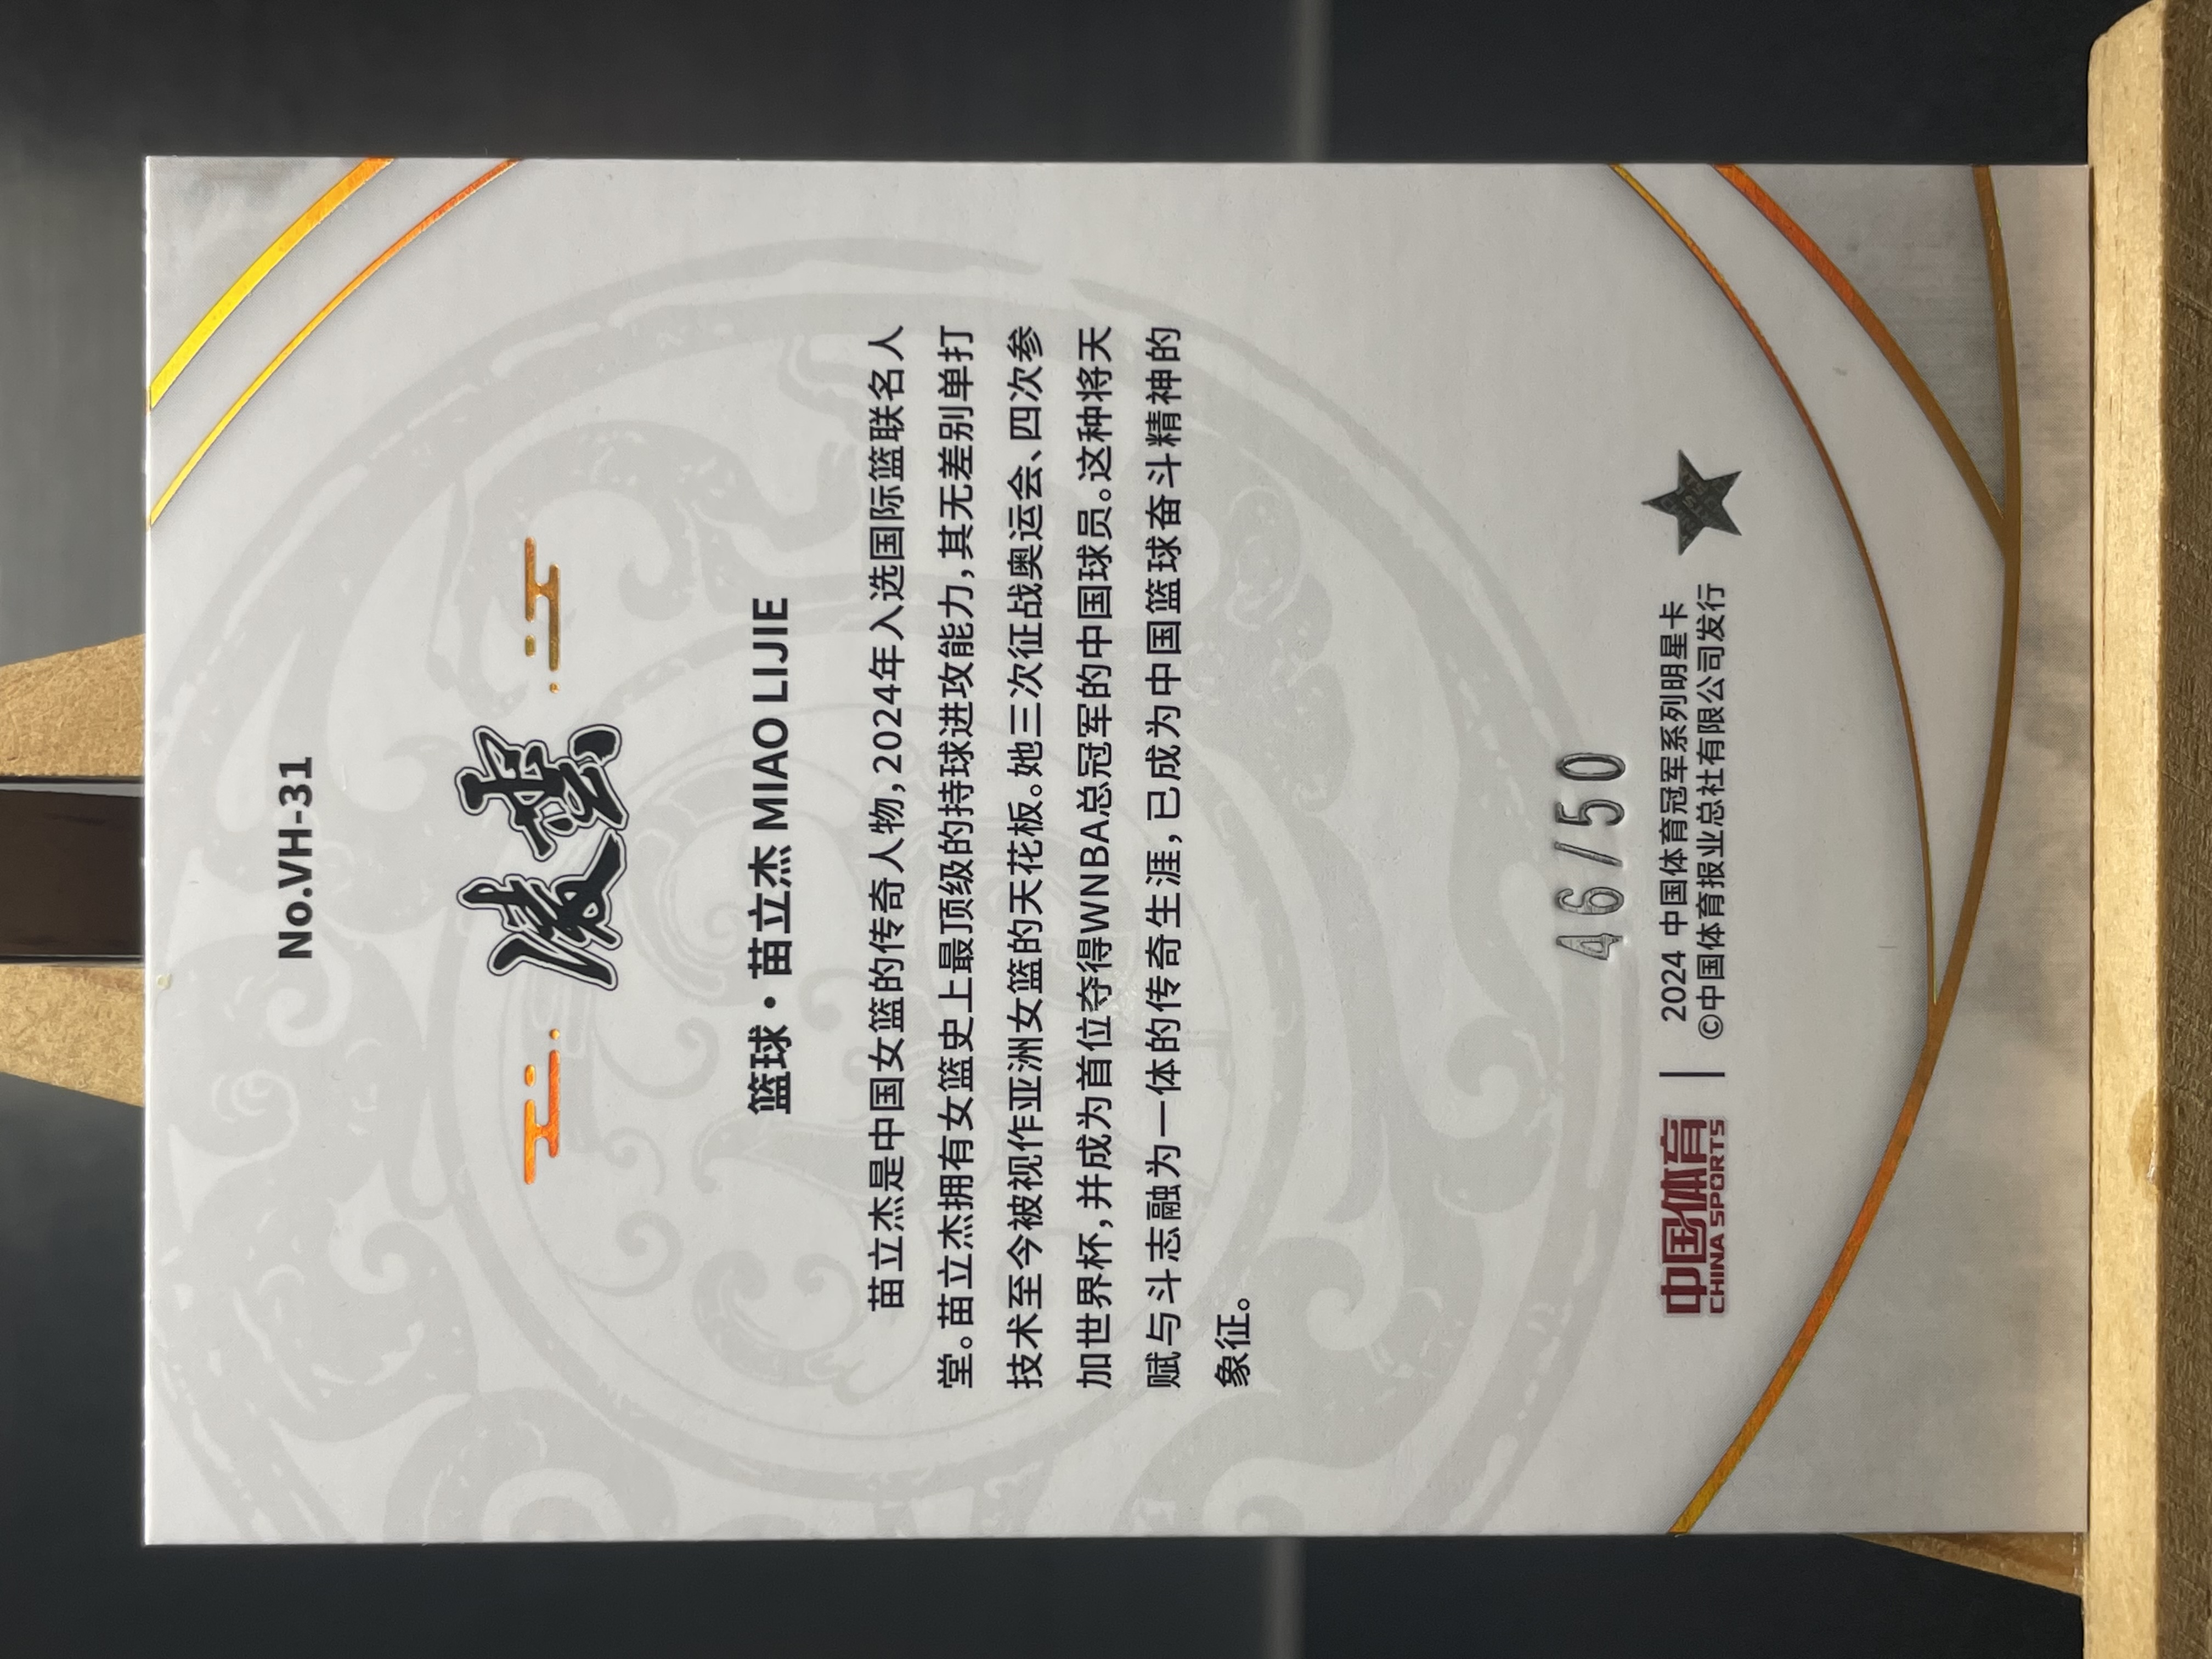 No.VH-31
篮球·苗立杰 MIAO LIJIE
苗立杰是中国女篮的传奇人物，2024年入选国际篮联名人
堂。苗立杰拥有女篮史上最顶级的持球进攻能力，其无差别单打
技术至今被视作亚洲女篮的天花板。她三次征战奥运会、四次参
加世界杯，并成为首位夺得WNBA总冠军的中国球员。这种将天
赋与斗志融为一体的传奇生涯，已成为中国篮球奋斗精神的
象征。
46/50
中国体育
CHINA SPORTS
2024 中国体育冠军系列明星卡
©中国体育报业总社有限公司发行